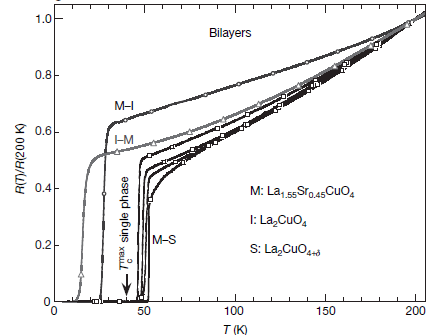 Bilayers
1.0
0.8
0.6
0.4
0.2
0
R(T)/R(200 K)
M–I
I–M
M–S
Tcmax single phase
M: La1.55Sr0.45CuO4
I: La2CuO4
S: La2CuO4+δ
0 50 100 150 200
T (K)